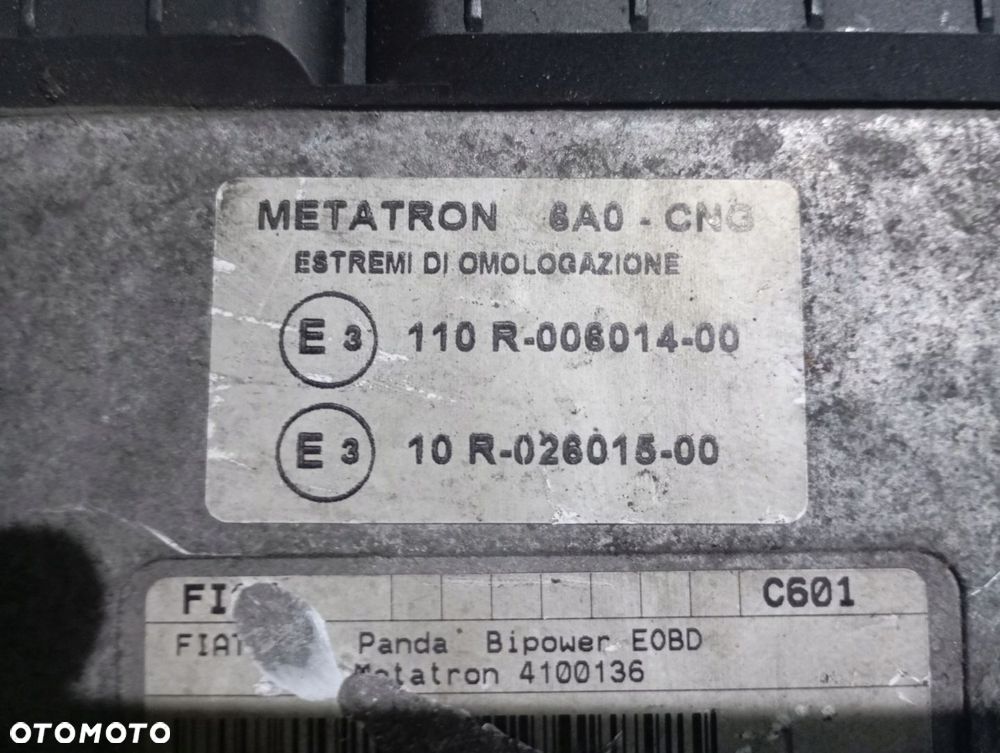 METATRON 6A0 - CNG
ESTREMI DI OMOLOGAZIONE
E 3 110 R-006014-00
E 3 10 R-026015-00
C601
FIAT Panda Bipower EOBD
Metatron 4100136
OTOMOTO